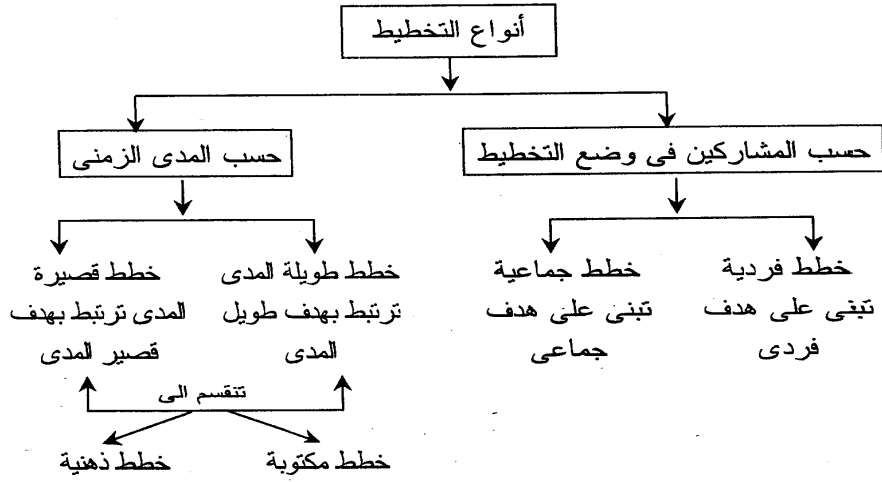 أنواع التخطيط
حسب المشاركين فى وضع التخطيط
حسب المدى الزمنى
خطط فردية
تبغى على هدف
فردى
خطط جماعية
تبنى على هدف
جماعى
خطط طويلة المدى
ترتبط بهدف طويل
المدى
خطط قصيرة
المدى ترتبط بهدف
قصير المدى
تنقسم الى
خطط مكتوبة
خطط ذهنية